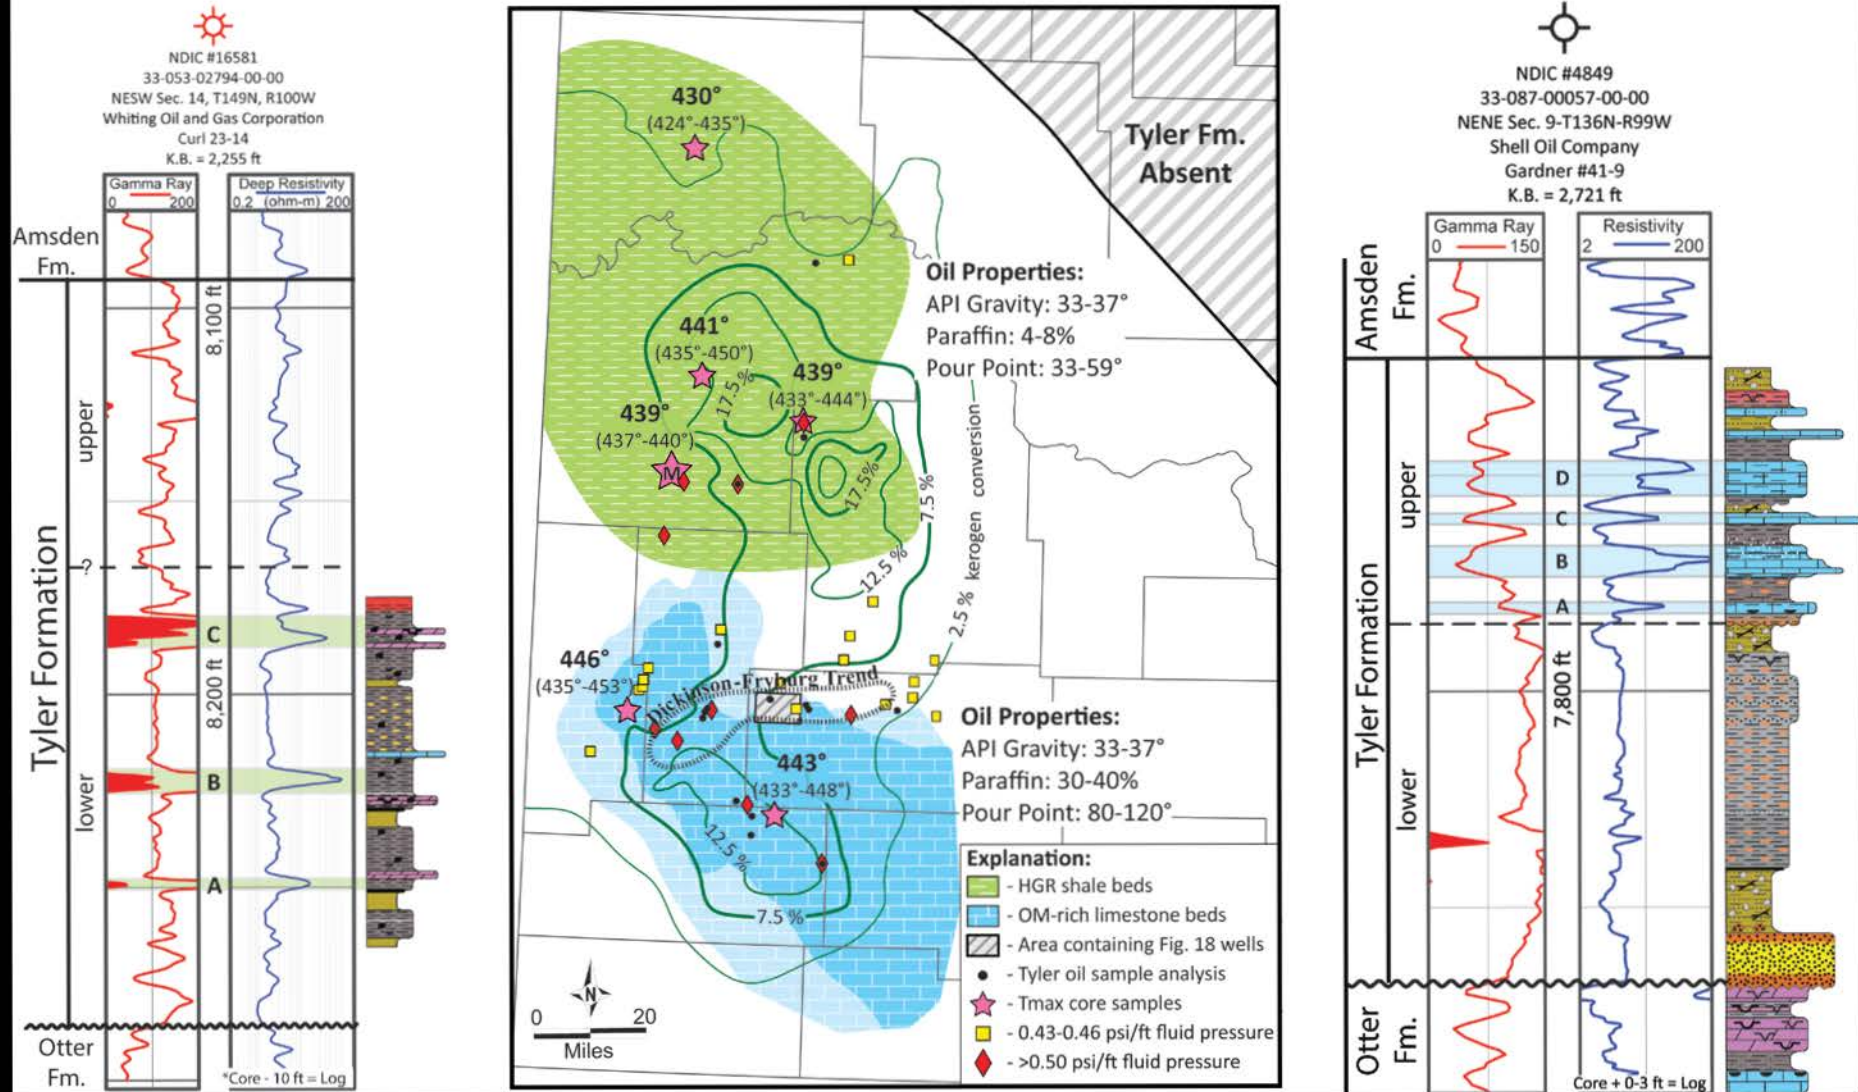 NDIC #16581
33-053-02794-00-00
NESW Sec. 14, T149N, R100W
Whiting Oil and Gas Corporation
Curl 23-14
K.B. = 2,255 ft
Gamma Ray
0 200
Deep Resistivity
0.2 (ohm-m) 200
Amsden
Fm.
8,100 ft
upper
Tyler Formation
?
C
8,200 ft
B
lower
A
Otter
Fm.
*Core - 10 ft = Log
430°
(424°-435°)
Tyler Fm.
Absent
Oil Properties:
API Gravity: 33-37°
Paraffin: 4-8%
Pour Point: 33-59°
441°
(435°-450°)
17.5 %
439°
(433°-444°)
439°
(437°-440°)
M
17.5%
7.5 %
2.5 % kerogen conversion
12.5 %
446°
(435°-453°)
Dickinson-Fryburg Trend
Oil Properties:
API Gravity: 33-37°
Paraffin: 30-40%
Pour Point: 80-120°
443°
(433°-448°)
12.5 %
7.5 %
Explanation:
- HGR shale beds
- OM-rich limestone beds
- Area containing Fig. 18 wells
- Tyler oil sample analysis
- Tmax core samples
- 0.43-0.46 psi/ft fluid pressure
- >0.50 psi/ft fluid pressure
N
0 20
Miles
NDIC #4849
33-087-00057-00-00
NENE Sec. 9-T136N-R99W
Shell Oil Company
Gardner #41-9
K.B. = 2,721 ft
Gamma Ray
0 150
Resistivity
2 200
Amsden
Fm.
upper
D
C
B
A
Tyler Formation
7,800 ft
lower
Otter
Fm.
Core + 0-3 ft = Log